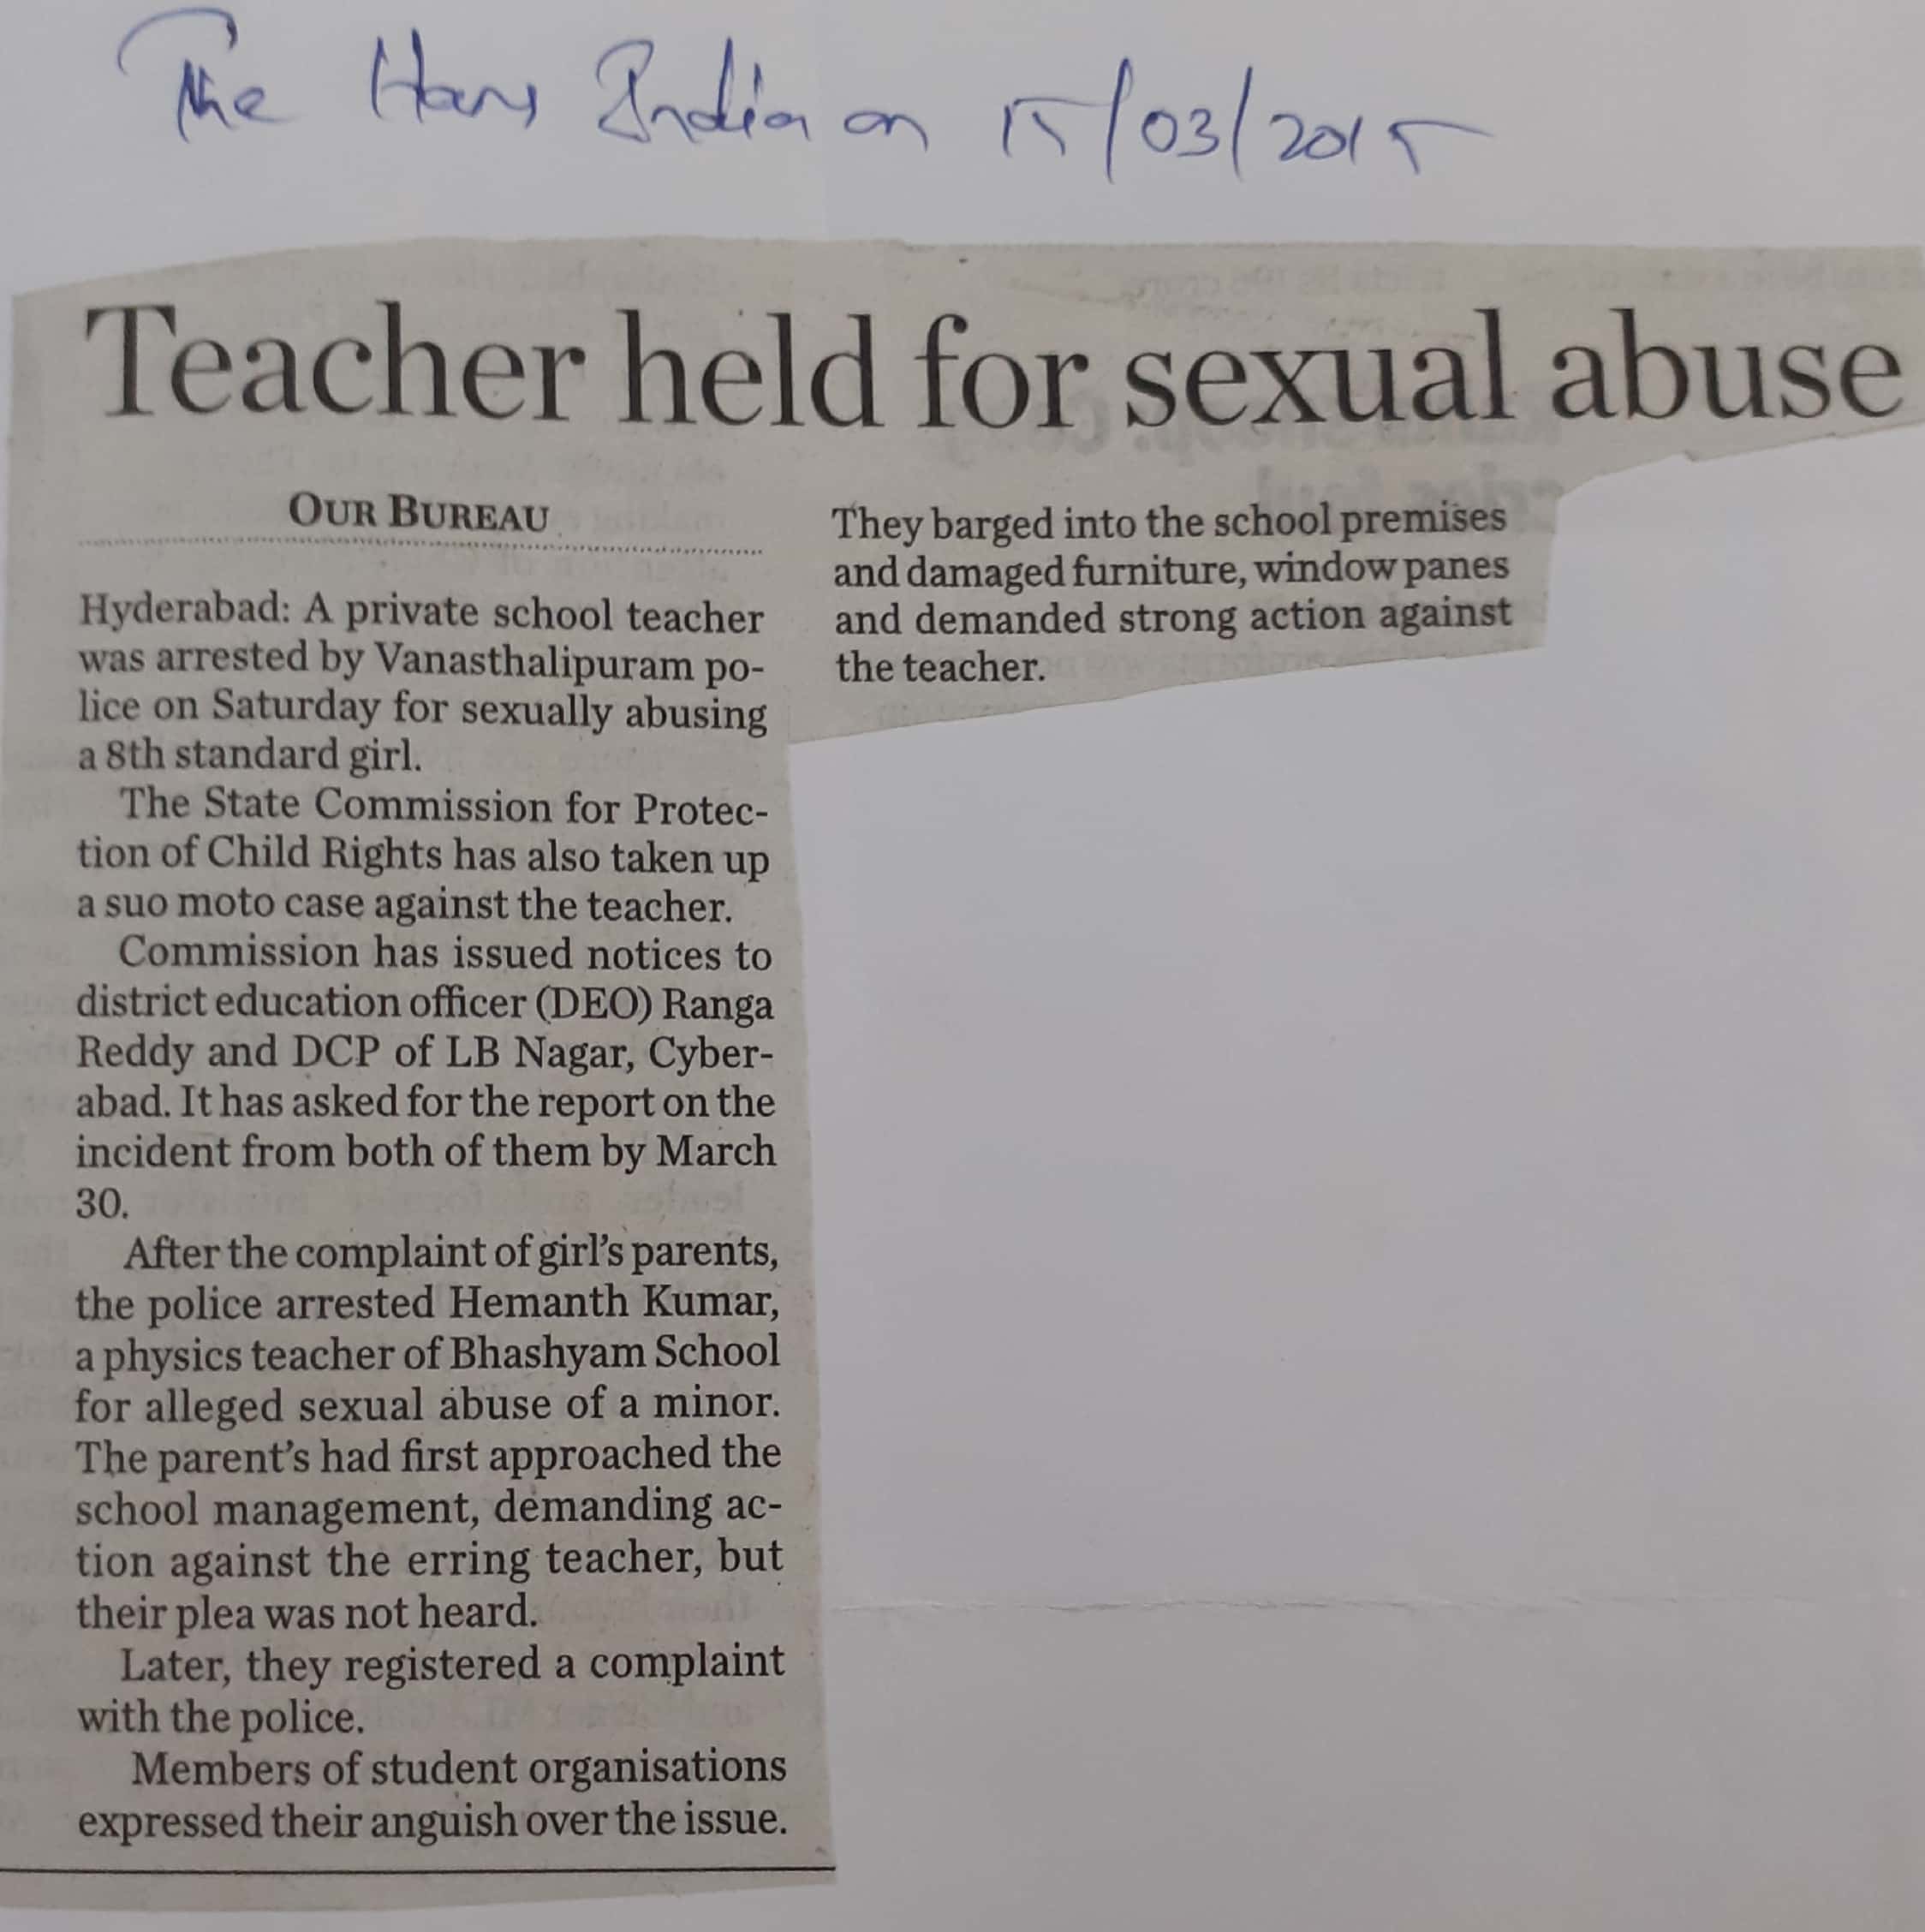 The Hans India on 15/03/2015
Teacher held for sexual abuse
OUR BUREAU
Hyderabad: A private school teacher
was arrested by Vanasthalipuram po-
lice on Saturday for sexually abusing
a 8th standard girl.
The State Commission for Protec-
tion of Child Rights has also taken up
a suo moto case against the teacher.
Commission has issued notices to
district education officer (DEO) Ranga
Reddy and DCP of LB Nagar, Cyber-
abad. It has asked for the report on the
incident from both of them by March
30.
After the complaint of girl's parents,
the police arrested Hemanth Kumar,
a physics teacher of Bhashyam School
for alleged sexual abuse of a minor.
The parent's had first approached the
school management, demanding ac-
tion against the erring teacher, but
their plea was not heard.
Later, they registered a complaint
with the police.
Members of student organisations
expressed their anguish over the issue.
They barged into the school premises
and damaged furniture, window panes
and demanded strong action against
the teacher.